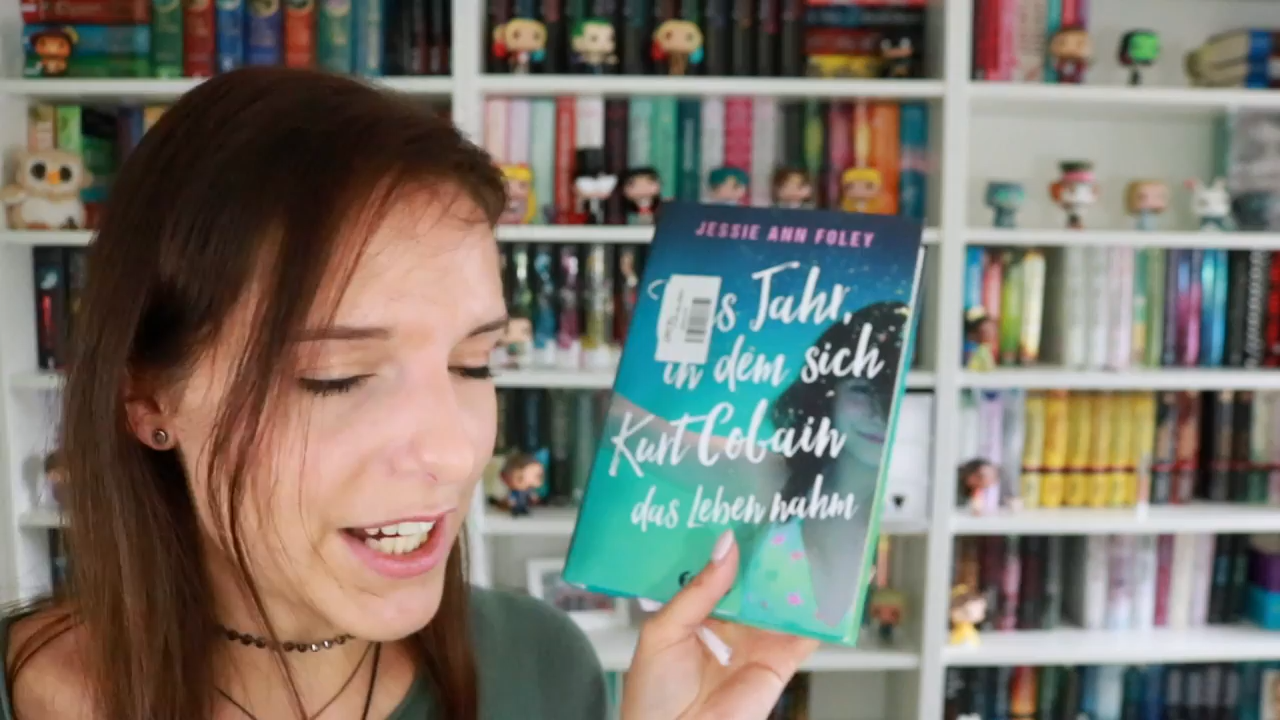 JESSIE ANN FOLEY
s Jahr,
in dem sich
Kurt Cobain
das Leben nahm